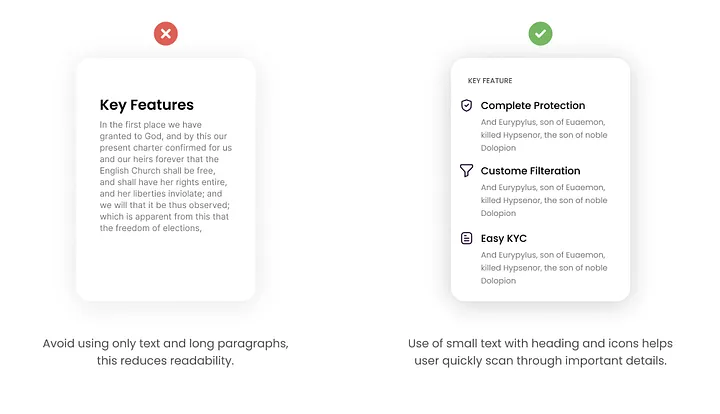 Key Features
In the first place we have
granted to God, and by this our
present charter confirmed for us
and our heirs forever that the
English Church shall be free,
and shall have her rights entire,
and her liberties inviolate; and
we will that it be thus observed;
which is apparent from this that
the freedom of elections,
Avoid using only text and long paragraphs,
this reduces readability.
KEY FEATURE
Complete Protection
And Eurypylus, son of Euaemon,
killed Hypsenor, the son of noble
Dolopion
Custome Filteration
And Eurypylus, son of Euaemon,
killed Hypsenor, the son of noble
Dolopion
Easy KYC
And Eurypylus, son of Euaemon,
killed Hypsenor, the son of noble
Dolopion
Use of small text with heading and icons helps
user quickly scan through important details.